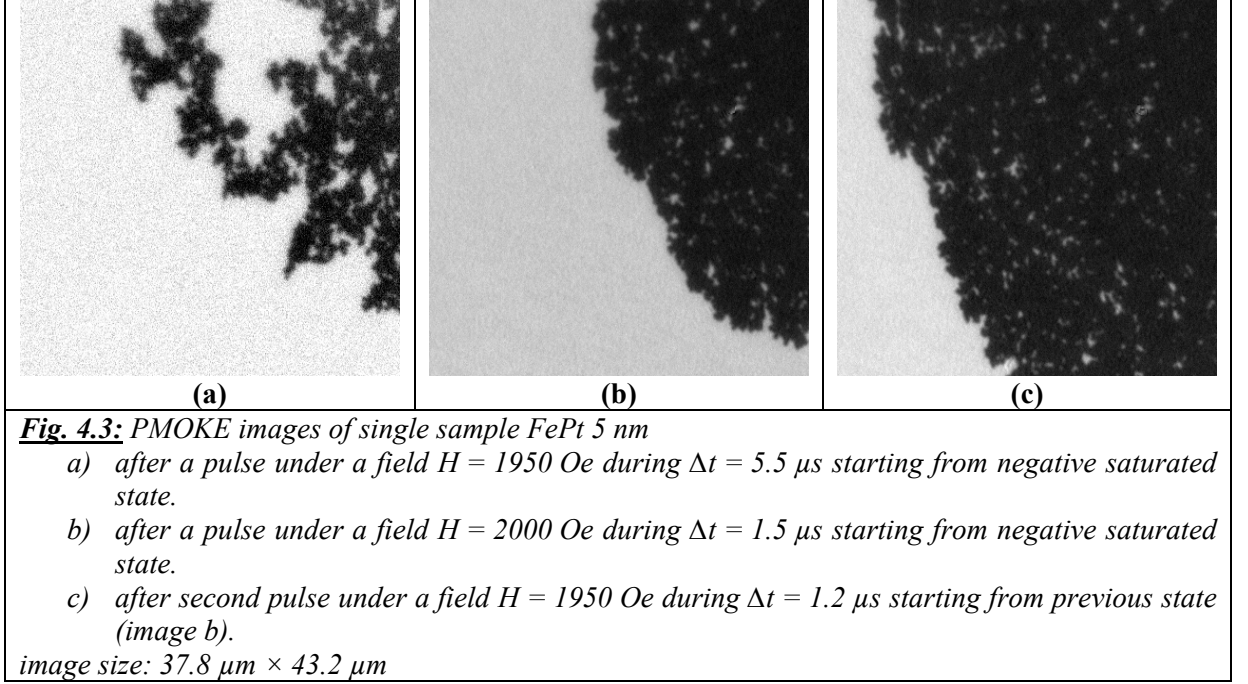 (a) (b) (c)
Fig. 4.3: PMOKE images of single sample FePt 5 nm
a) after a pulse under a field H = 1950 Oe during Δt = 5.5 μs starting from negative saturated
state.
b) after a pulse under a field H = 2000 Oe during Δt = 1.5 μs starting from negative saturated
state.
c) after second pulse under a field H = 1950 Oe during Δt = 1.2 μs starting from previous state
(image b).
image size: 37.8 μm × 43.2 μm